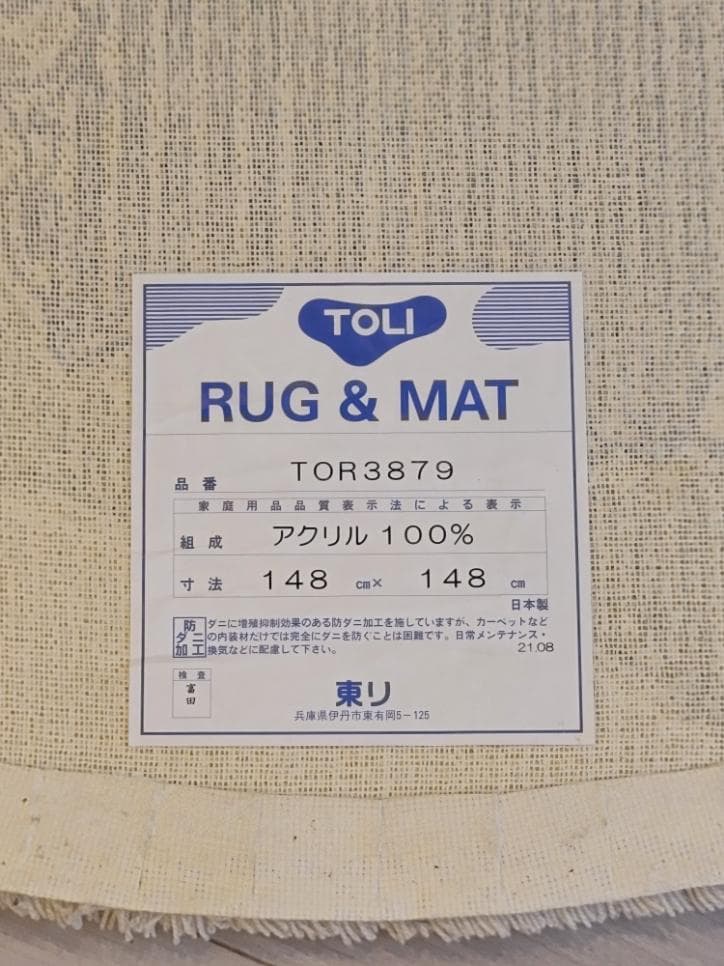 TOLI
RUG & MAT
品番 TOR3879
家庭用品品質表示法による表示
組成 アクリル 100%
寸法 148 cm× 148 cm
日本製
防ダニ加工
ダニに増殖抑制効果のある防ダニ加工を施していますが、カーペットなど
の内装材だけでは完全にダニを防ぐことは困難です。日常メンテナンス・
換気などに配慮して下さい。 21.08
検査
富田
東リ
兵庫県伊丹市東有岡5-125